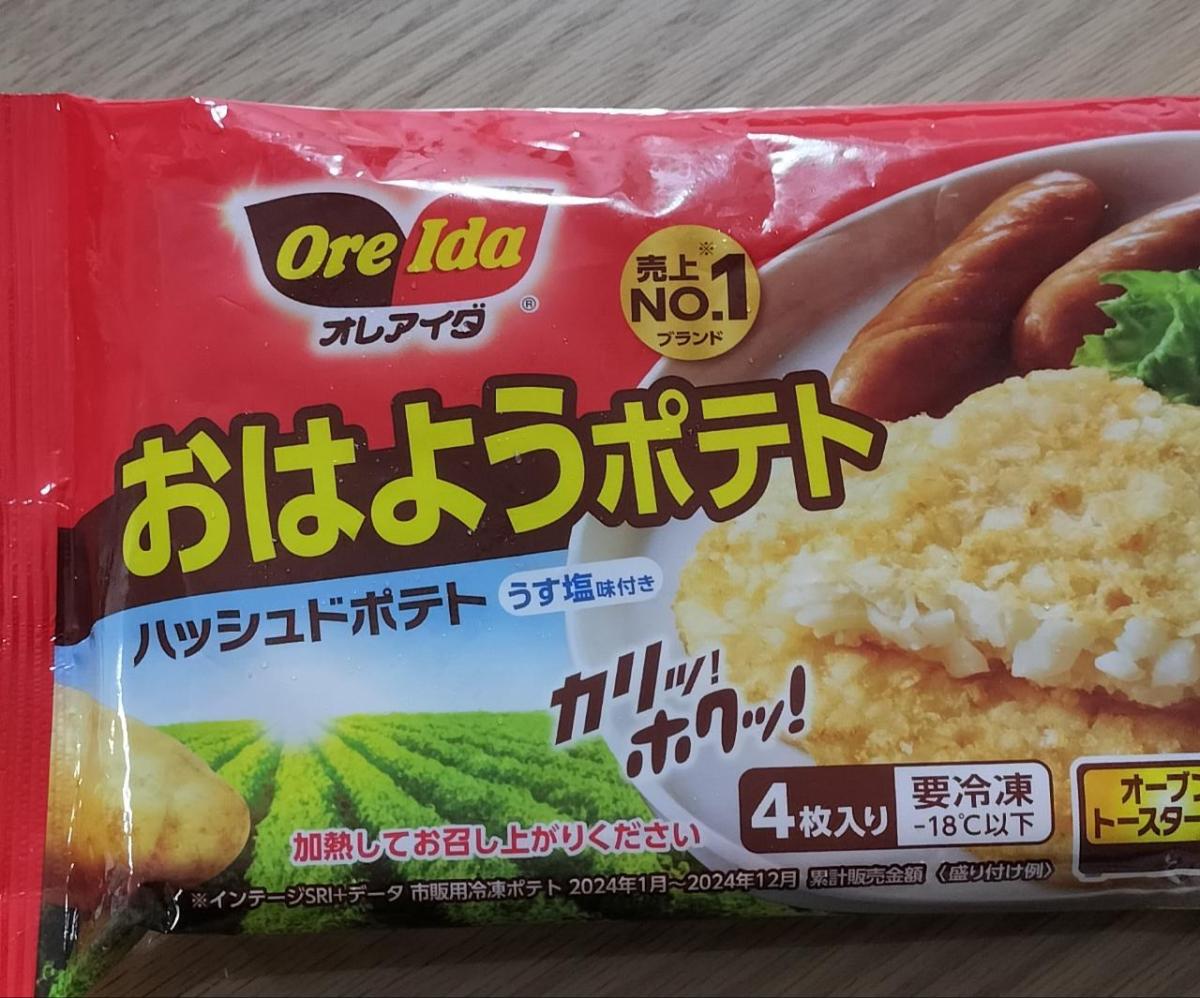 Ore Ida
®
オレアイダ
売上※
NO.1
ブランド
おはようポテト
ハッシュドポテト うす塩味付き
カリッ!
ホクッ!
4枚入り
要冷凍
-18℃以下
トースター
加熱してお召し上がりください
※インテージSRI+データ 市販用冷凍ポテト 2024年1月~2024年12月 累計販売金額 〈盛り付け例〉